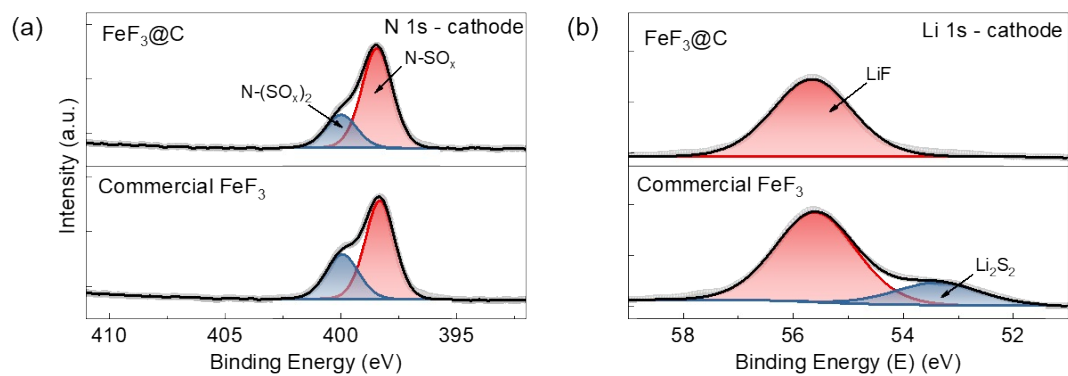 (a)
FeF₃@C
N 1s - cathode
N-SOₓ
N-(SOₓ)₂
Commercial FeF₃
Intensity (a.u.)
410 405 400 395
Binding Energy (eV)
(b)
FeF₃@C
Li 1s - cathode
LiF
Commercial FeF₃
Li₂S₂
58 56 54 52
Binding Energy (E) (eV)